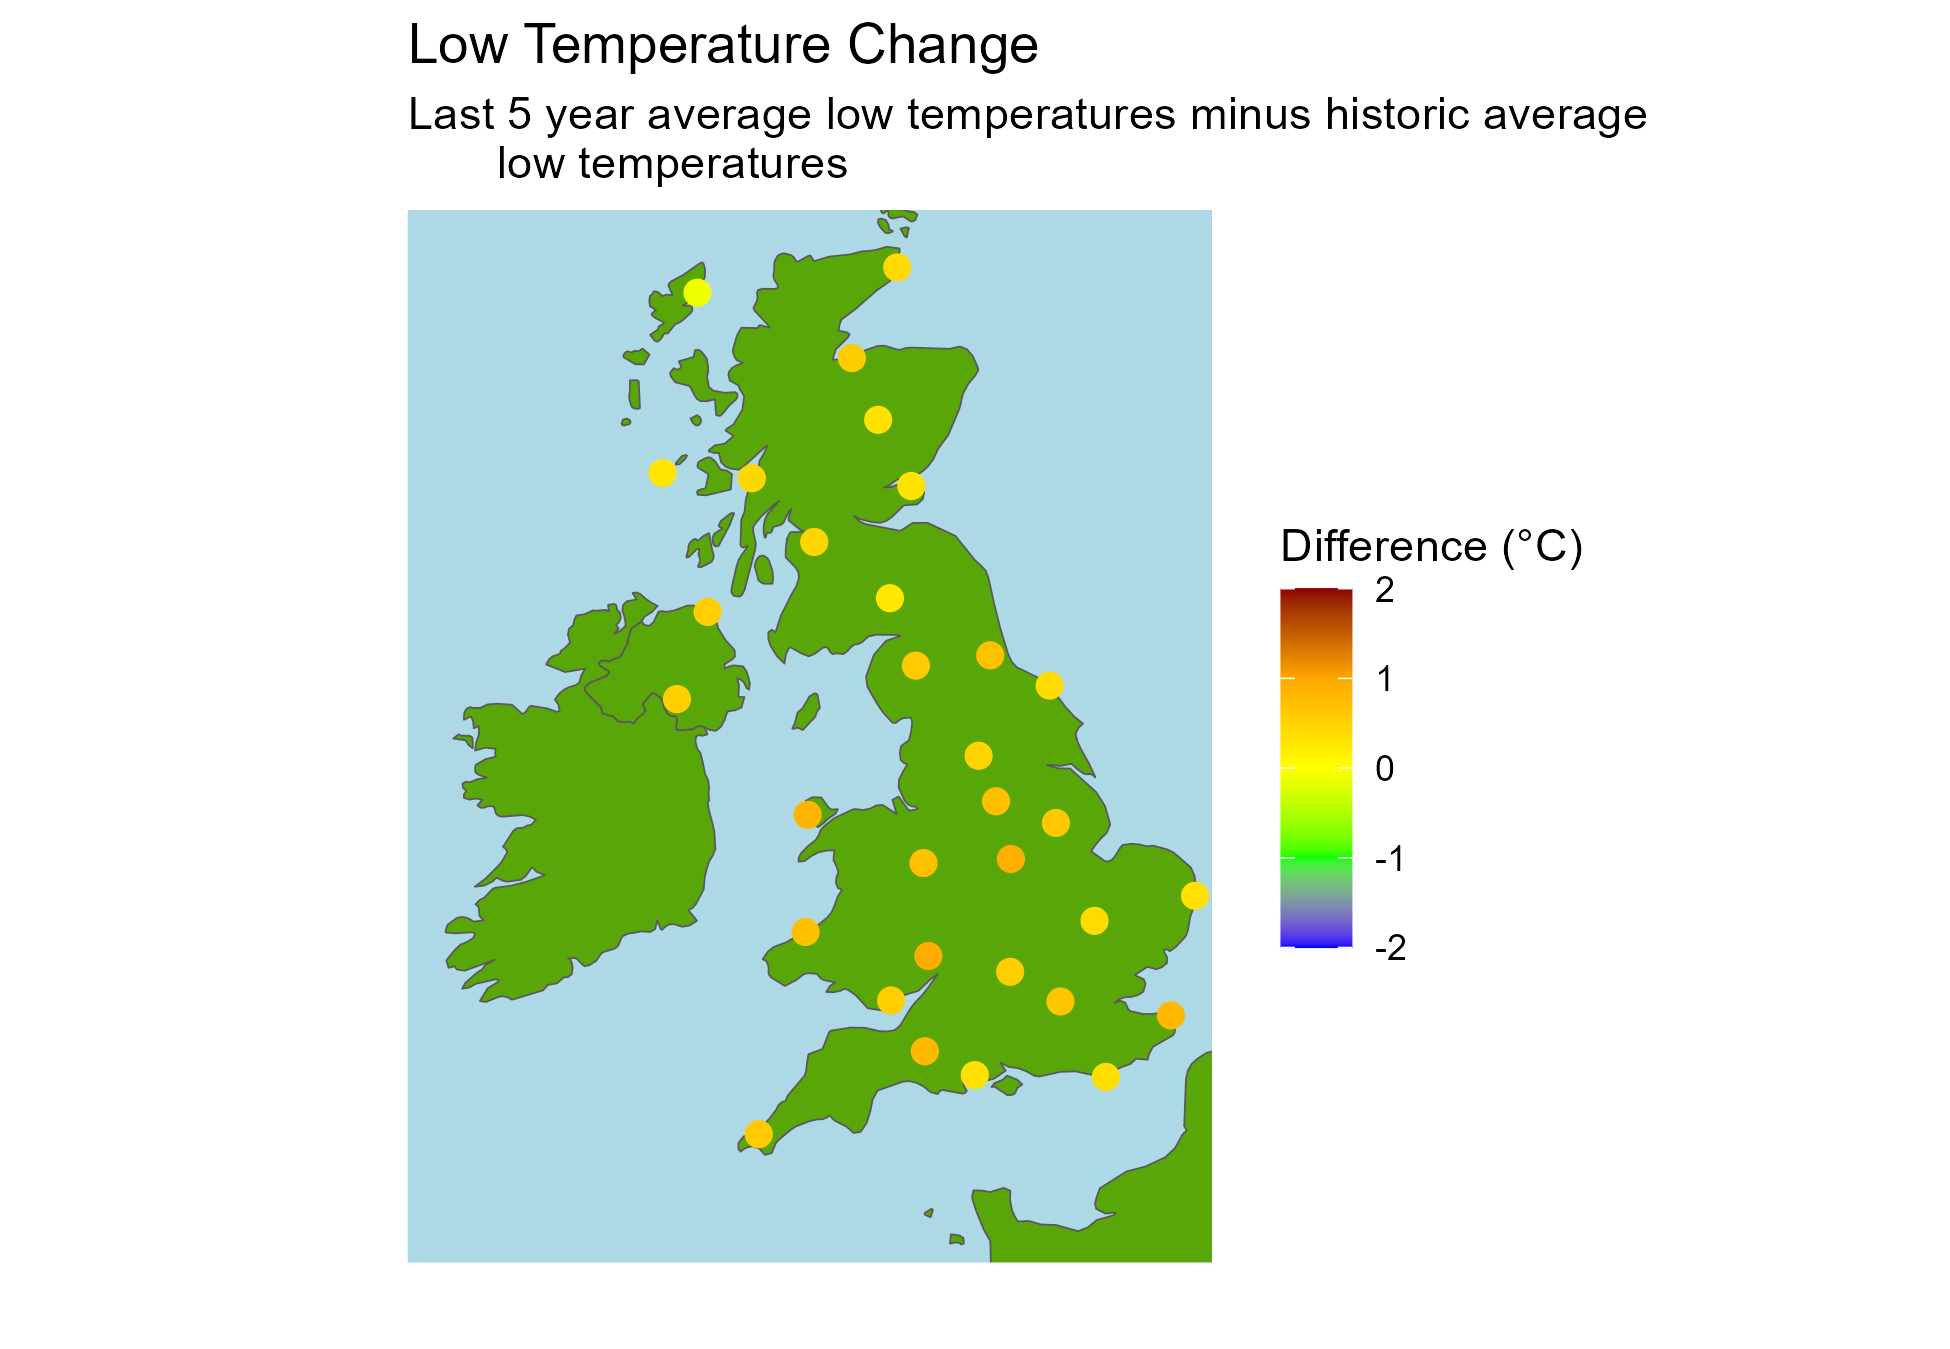 Low Temperature Change
Last 5 year average low temperatures minus historic average
low temperatures
Difference (°C)
2
1
0
-1
-2